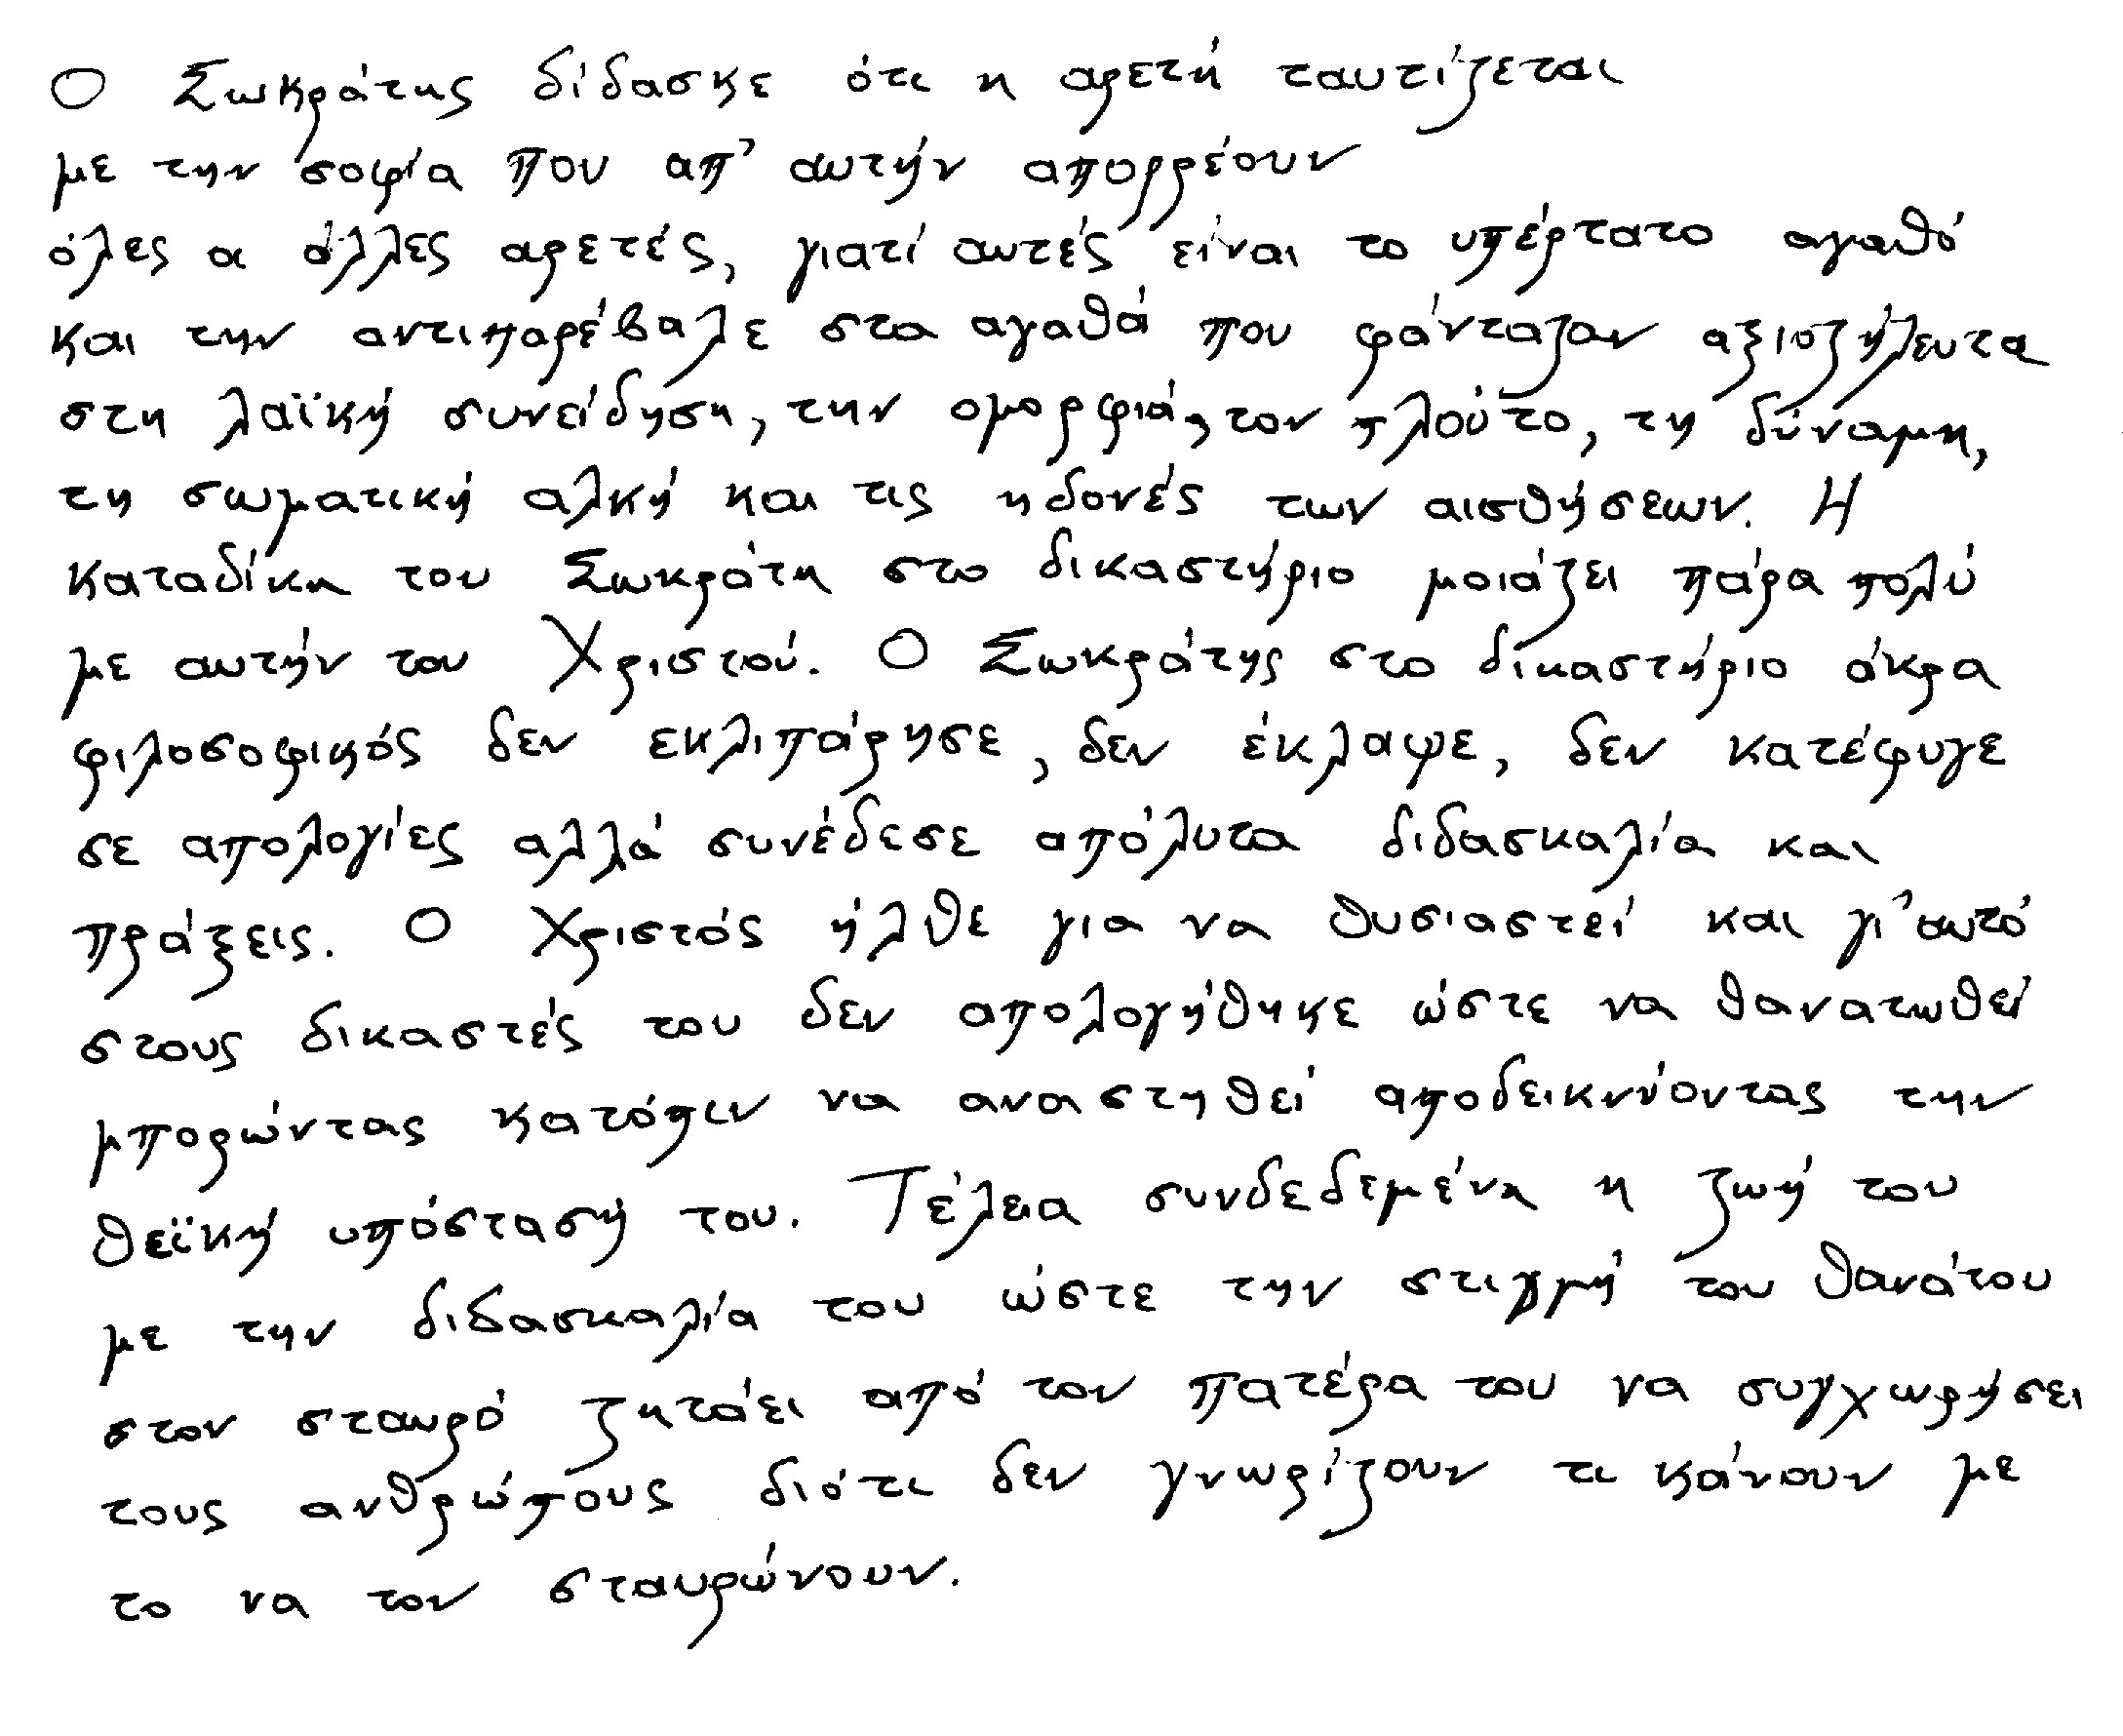 Ο Σωκράτης δίδασκε ότι η αρετή ταυτίζεται
με την σοφία που απ' αυτήν απορρέουν
όλες οι άλλες αρετές, γιατί αυτές είναι το υπέρτατο αγαθό
και την αντιπαρέβαλε στα αγαθά που φάνταζαν αξιοζήλευτα
στη λαϊκή συνείδηση, την ομορφιά, τον πλούτο, τη δύναμη,
τη σωματική αλκή και τις ηδονές των αισθήσεων. Η
καταδίκη του Σωκράτη στο δικαστήριο μοιάζει πάρα πολύ
με αυτήν του Χριστού. Ο Σωκράτης στο δικαστήριο άκρα
φιλοσοφικός δεν εκλιπάρησε, δεν έκλαψε, δεν κατέφυγε
σε απολογίες αλλά συνέδεσε απόλυτα διδασκαλία και
πράξεις. Ο Χριστός ήλθε για να θυσιαστεί και γι' αυτό
στους δικαστές του δεν απολογήθηκε ώστε να θανατωθεί
μπορώντας κατόπιν να αναστηθεί αποδεικνύοντας την
θεϊκή υπόστασή του. Τέλεια συνδεδεμένη η ζωή του
με την διδασκαλία του ώστε την στιγμή του θανάτου
στον σταυρό ζητάει από τον πατέρα του να συγχωρήσει
τους ανθρώπους διότι δεν γνωρίζουν τι κάνουν με
το να τον σταυρώνουν.